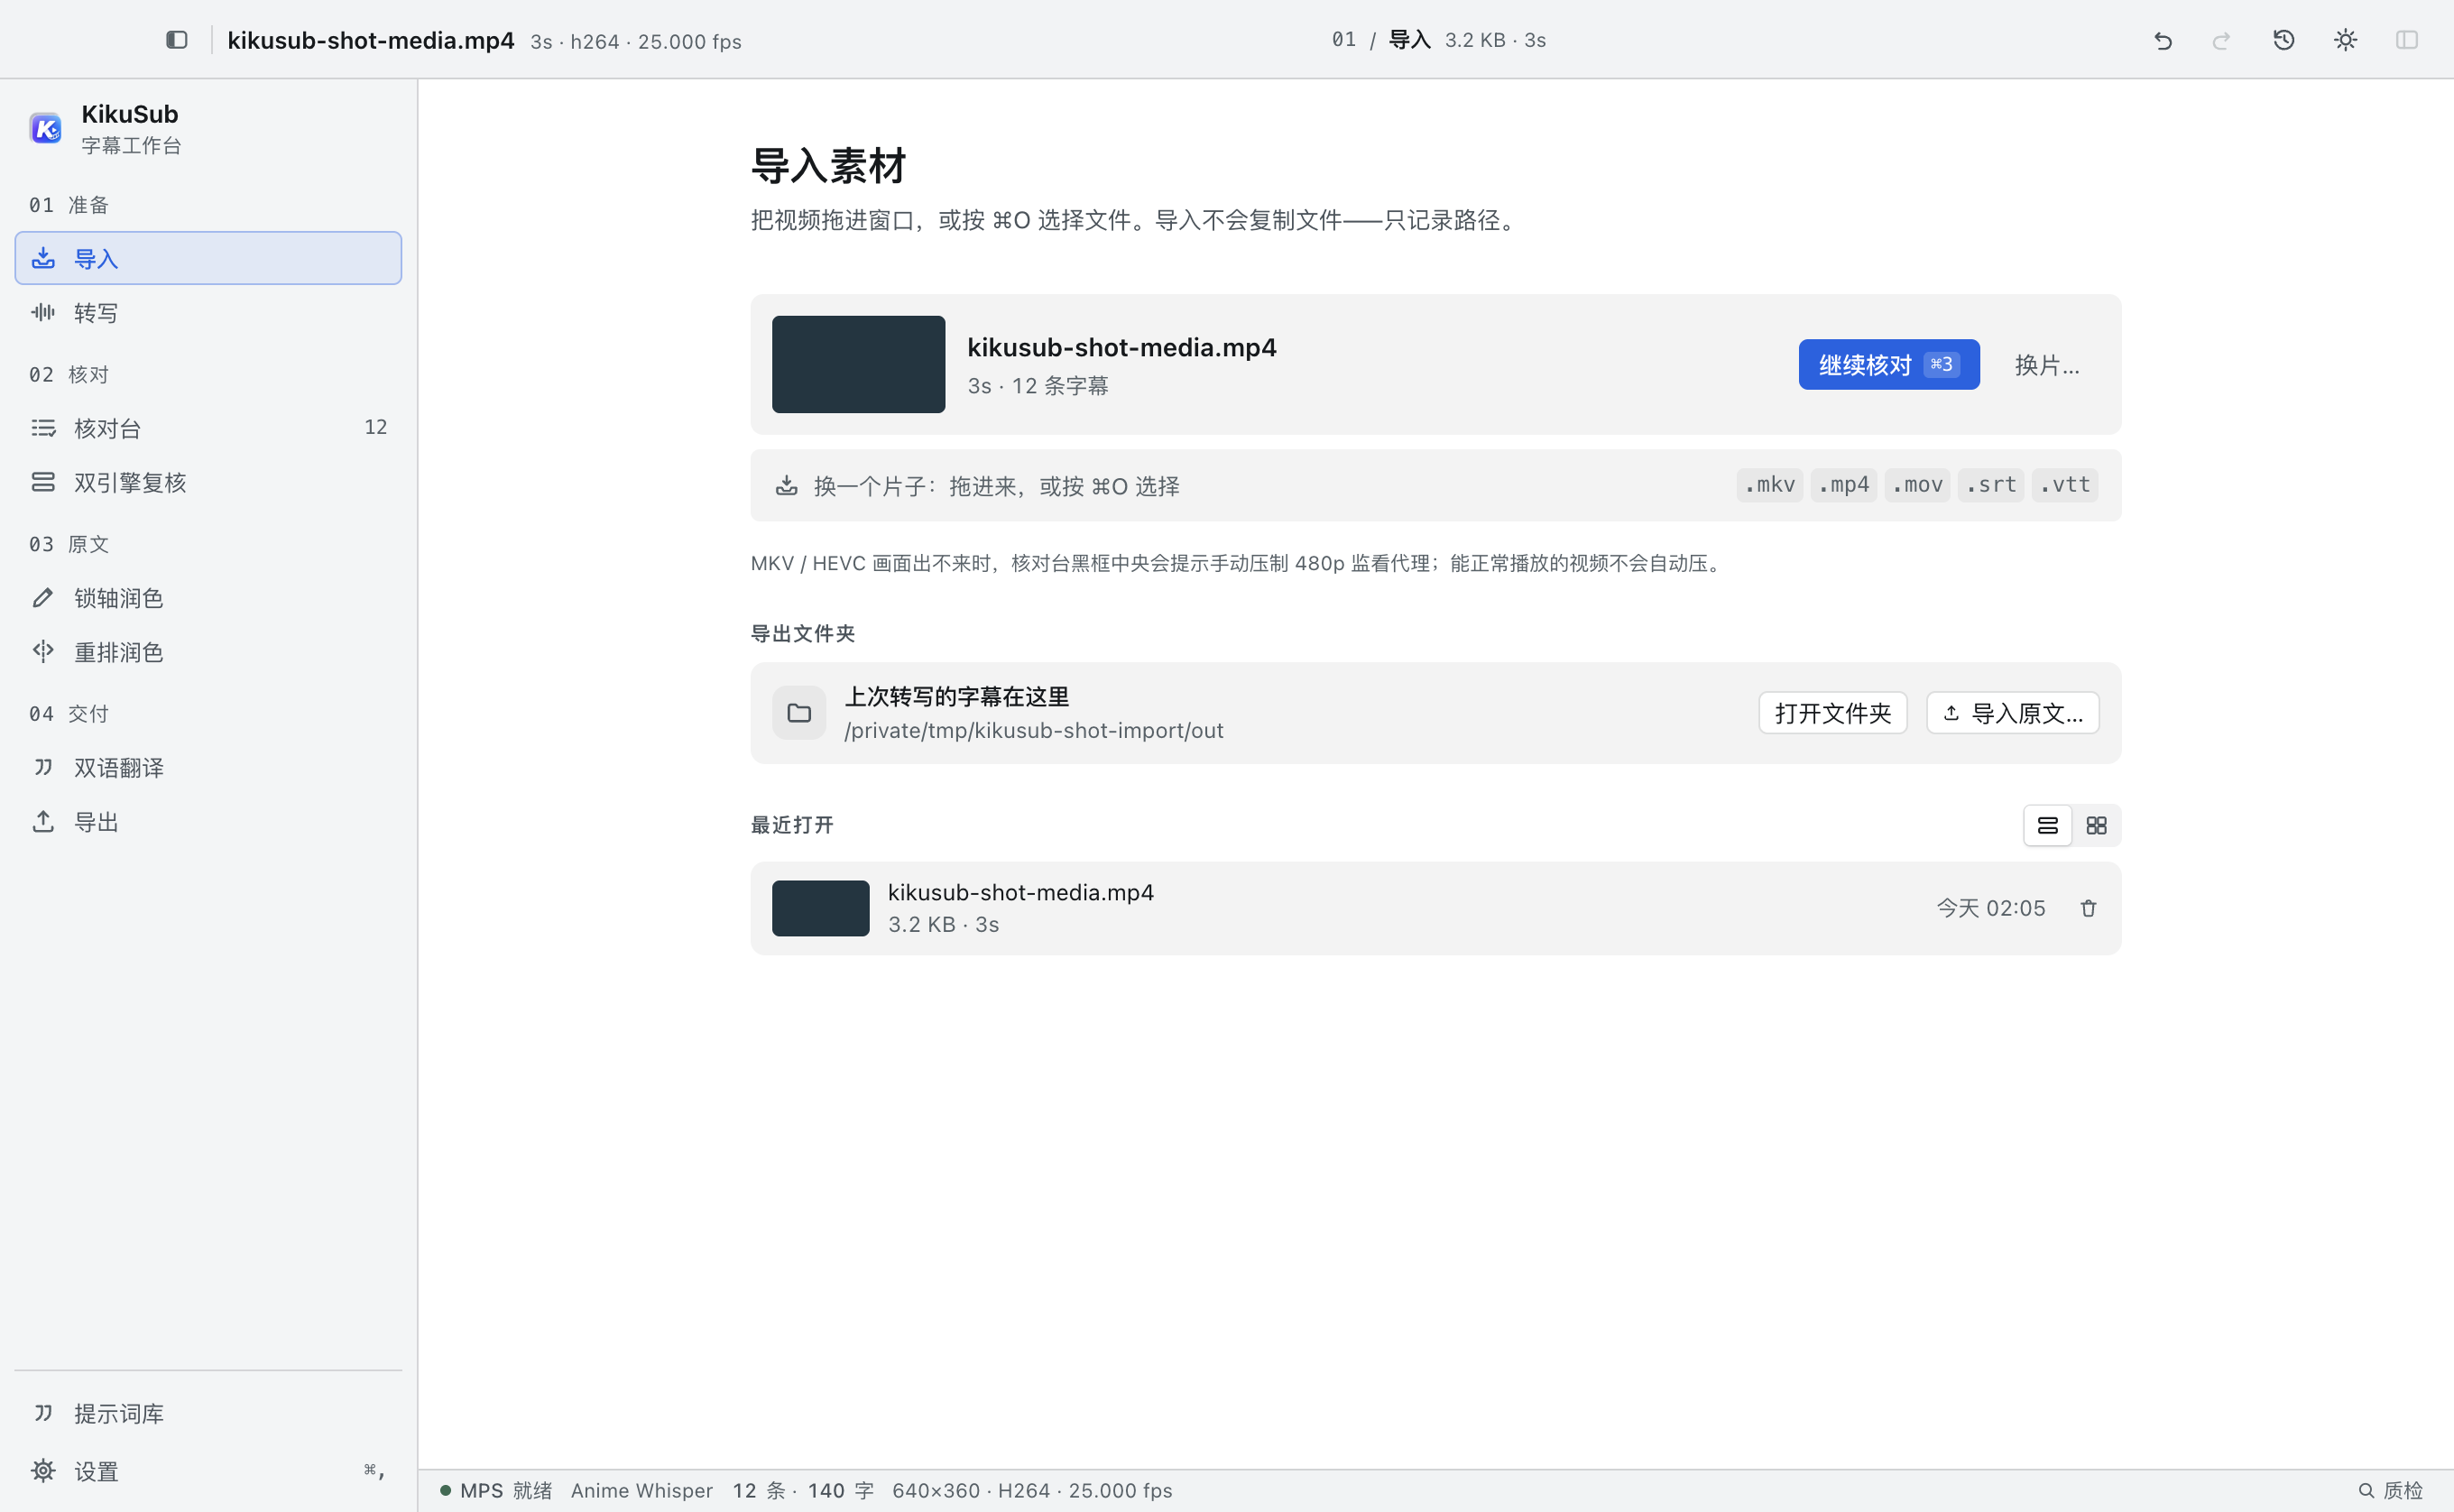 kikusub-shot-media.mp4 3s · h264 · 25.000 fps
01 / 导入 3.2 KB · 3s
KikuSub
字幕工作台
01 准备
导入
转写
02 核对
核对台 12
双引擎复核
03 原文
锁轴润色
重排润色
04 交付
双语翻译
导出
提示词库
设置 ⌘,
导入素材
把视频拖进窗口，或按 ⌘O 选择文件。导入不会复制文件——只记录路径。
kikusub-shot-media.mp4
3s · 12 条字幕
继续核对 ⌘3
换片...
换一个片子：拖进来，或按 ⌘O 选择
.mkv .mp4 .mov .srt .vtt
MKV / HEVC 画面出不来时，核对台黑框中央会提示手动压制 480p 监看代理；能正常播放的视频不会自动压。
导出文件夹
上次转写的字幕在这里
/private/tmp/kikusub-shot-import/out
打开文件夹
导入原文...
最近打开
kikusub-shot-media.mp4
3.2 KB · 3s
今天 02:05
MPS 就绪 Anime Whisper 12 条 · 140 字 640×360 · H264 · 25.000 fps
质检